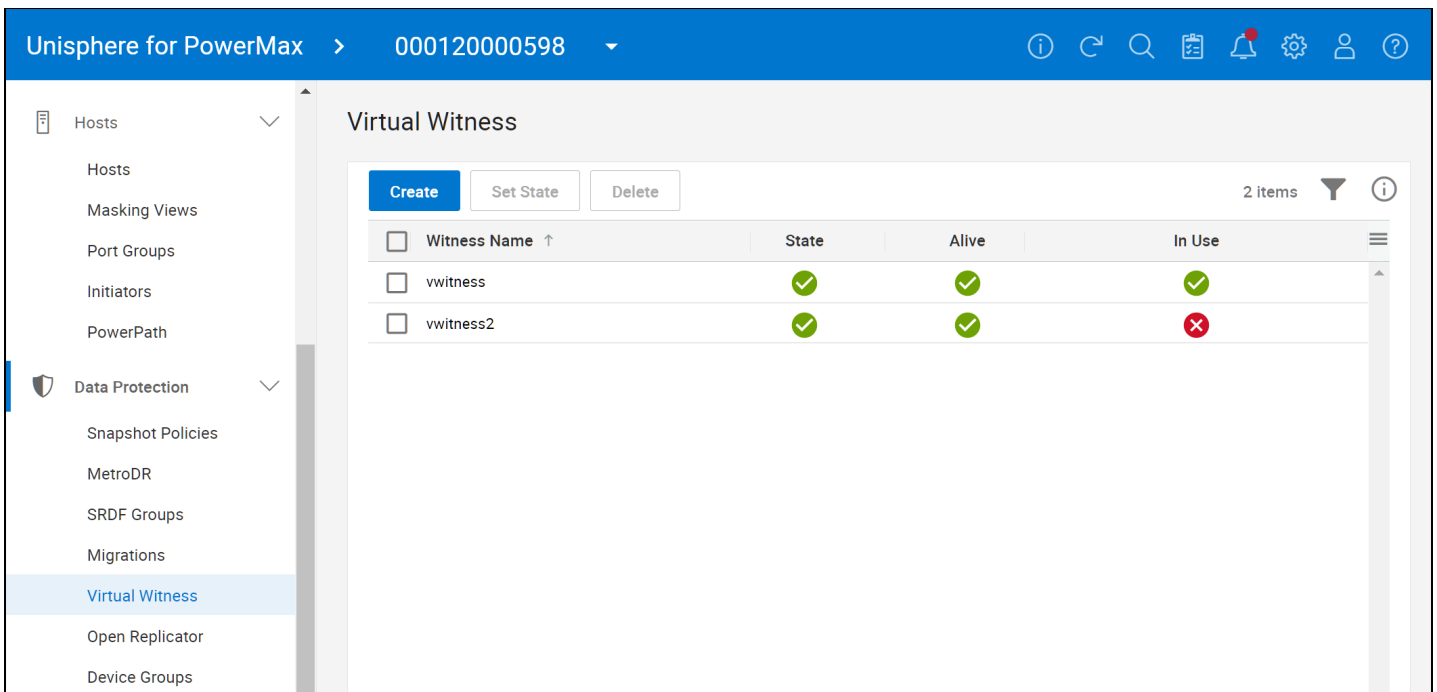 Unisphere for PowerMax > 000120000598
Hosts
Hosts
Masking Views
Port Groups
Initiators
PowerPath
Data Protection
Snapshot Policies
MetroDR
SRDF Groups
Migrations
Virtual Witness
Open Replicator
Device Groups
Virtual Witness
Create Set State Delete 2 items
Witness Name ↑ State Alive In Use
vwitness
vwitness2